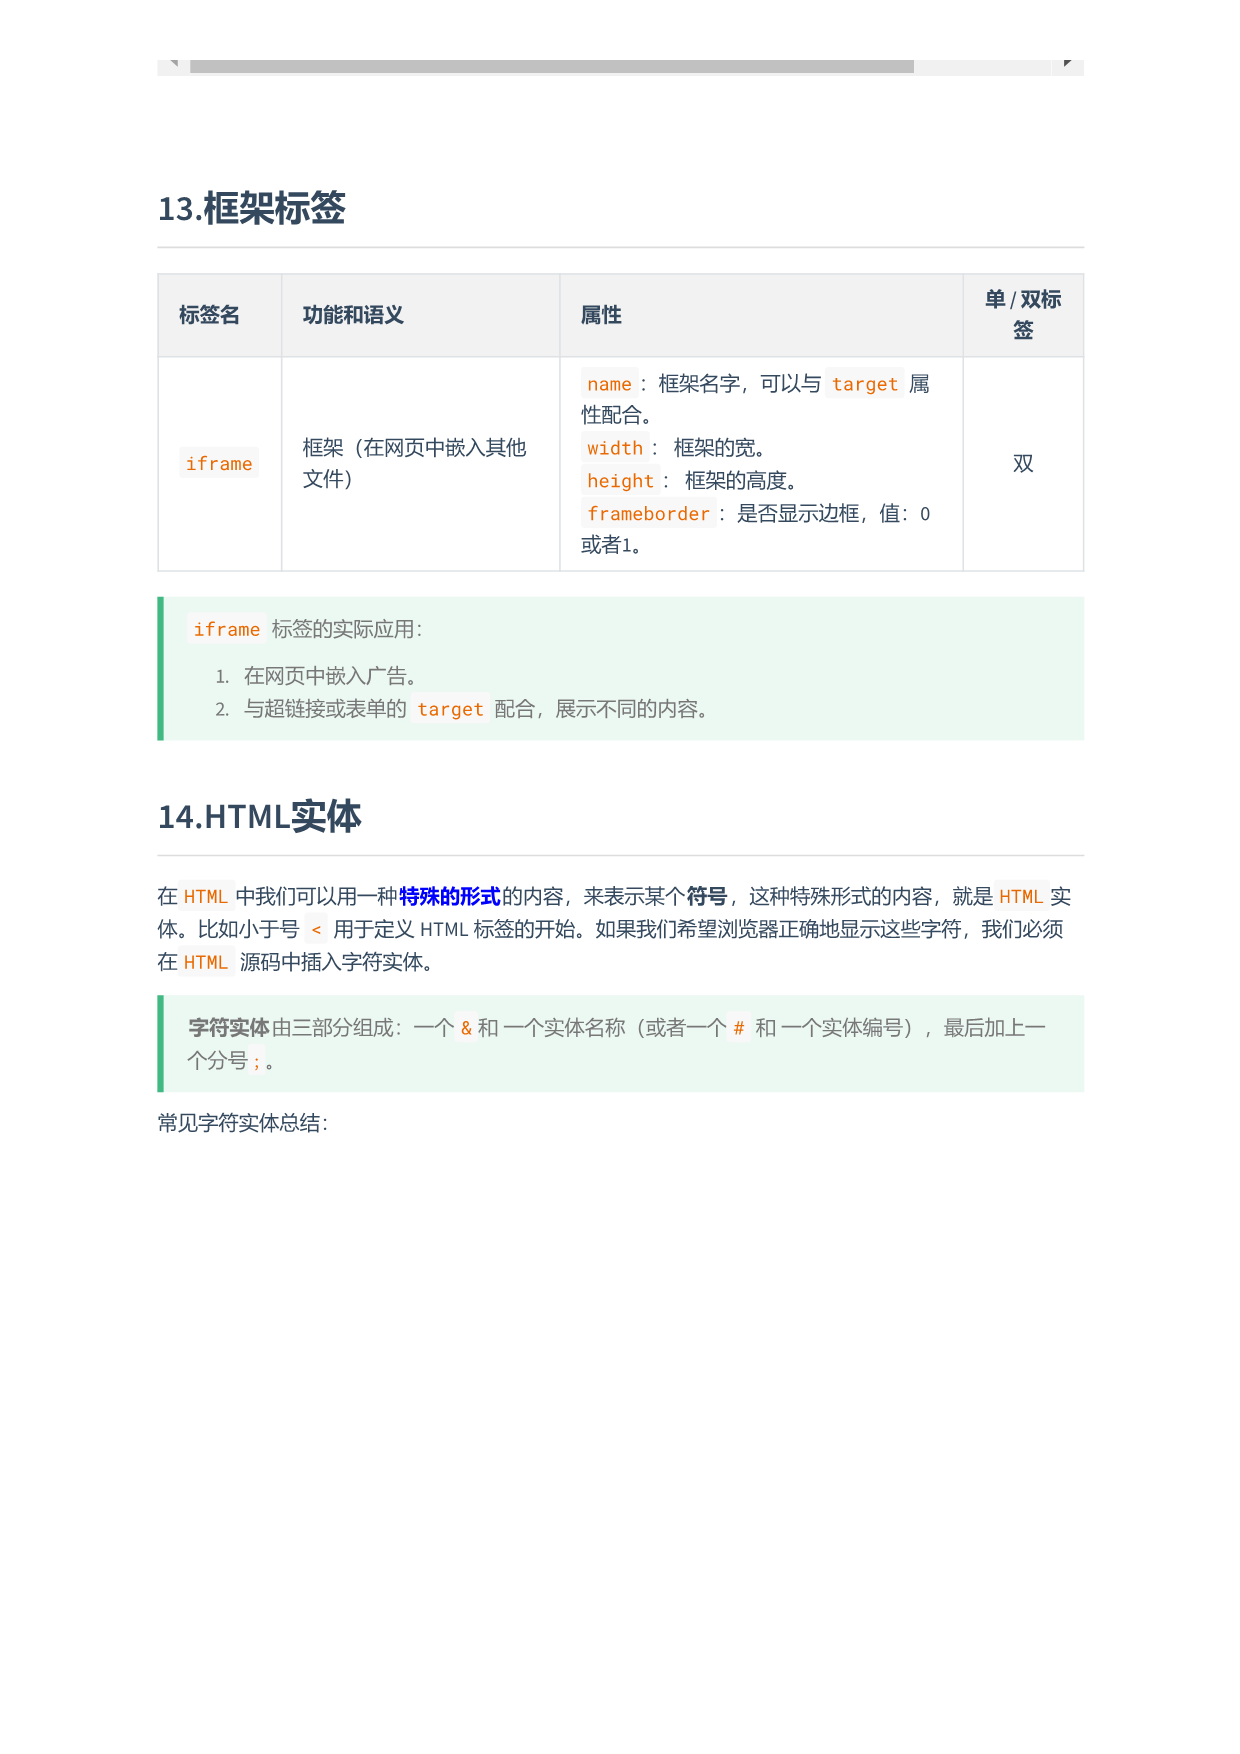 13.框架标签
标签名 功能和语义 属性 单 / 双标
签
iframe 框架（在网页中嵌入其他
文件） name ：框架名字，可以与 target 属
性配合。
width ： 框架的宽。
height ： 框架的高度。
frameborder ：是否显示边框，值：0
或者1。 双
iframe 标签的实际应用：
1. 在网页中嵌入广告。
2. 与超链接或表单的 target 配合，展示不同的内容。
14.HTML实体
在 HTML 中我们可以用一种特殊的形式的内容，来表示某个符号，这种特殊形式的内容，就是 HTML 实
体。比如小于号 < 用于定义 HTML 标签的开始。如果我们希望浏览器正确地显示这些字符，我们必须
在 HTML 源码中插入字符实体。
字符实体由三部分组成：一个 & 和 一个实体名称（或者一个 # 和 一个实体编号），最后加上一
个分号 ; 。
常见字符实体总结：